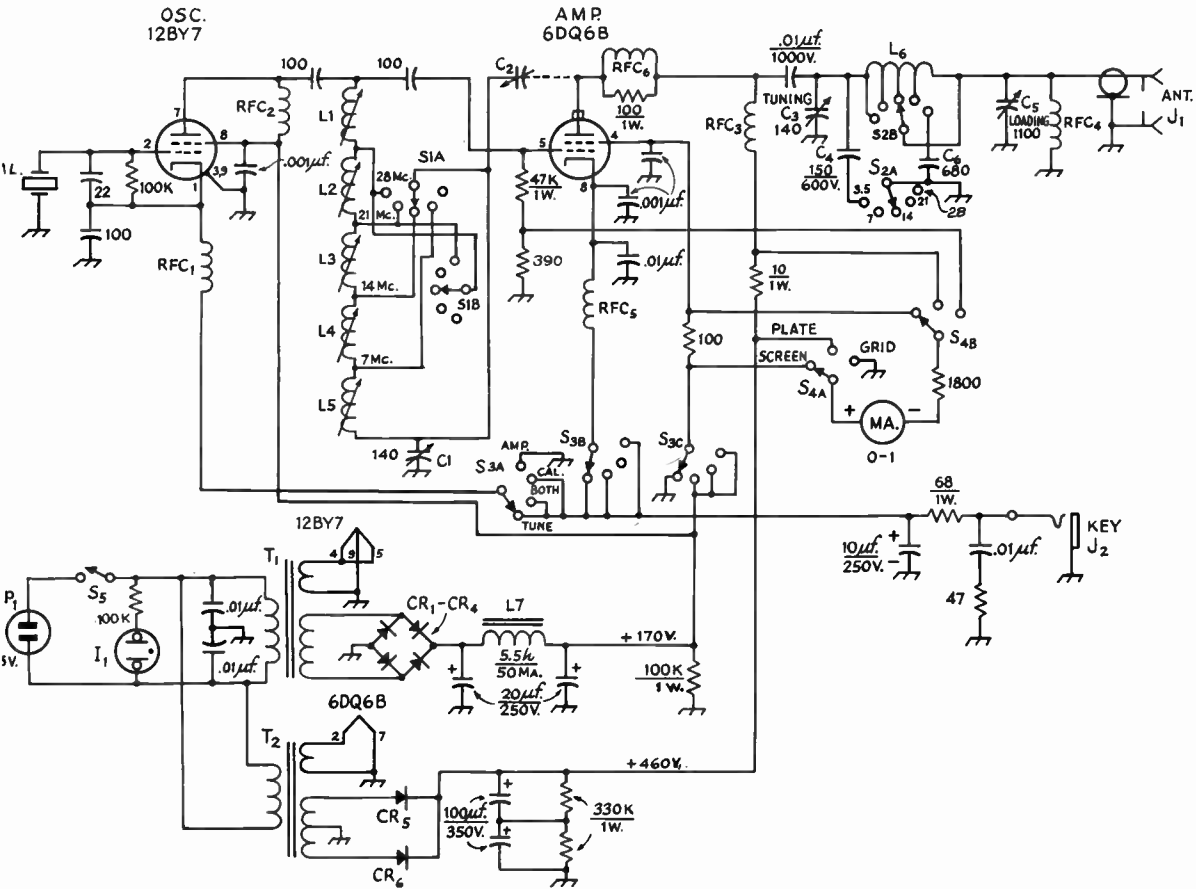 OSC.
12BY7
AMP.
6DQ6B
100
100
C2
RFC6
100
1W.
.01µf.
1000V.
L6
RFC2
7
2
8
3,9
1
.001µf.
1L.
22
100K
100
RFC1
L1
L2
L3
L4
L5
28 Mc.
21 Mc.
14 Mc.
7 Mc.
S1A
S1B
140
C1
47K
1W.
390
5
4
8
.001µf.
.01µf.
RFC5
RFC3
TUNING
C3
140
C4
150
600V.
S2B
S2A
3.5
7
14
21
28
C6
680
C5
LOADING
1100
RFC4
ANT.
J1
10
1W.
100
PLATE
SCREEN
GRID
S4A
S4B
1800
+
MA.
–
0-1
S3A
AMP.
CAL.
BOTH
TUNE
S3B
S3C
68
1W.
+
10µf.
250V.
–
.01µf.
47
KEY
J2
12BY7
T1
4
9
5
P1
5V.
S5
100K
I1
.01µf.
.01µf.
CR1-CR4
L7
5.5h
50MA.
+
+
20µf.
250V.
+170V.
100K
1W.
6DQ6B
T2
2
7
CR5
CR6
+
100µf.
350V.
+
330K
1W.
+460V.